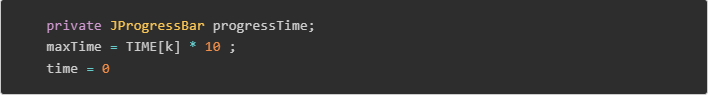 private JProgressBar progressTime;
maxTime = TIME[k] * 10 ;
time = 0